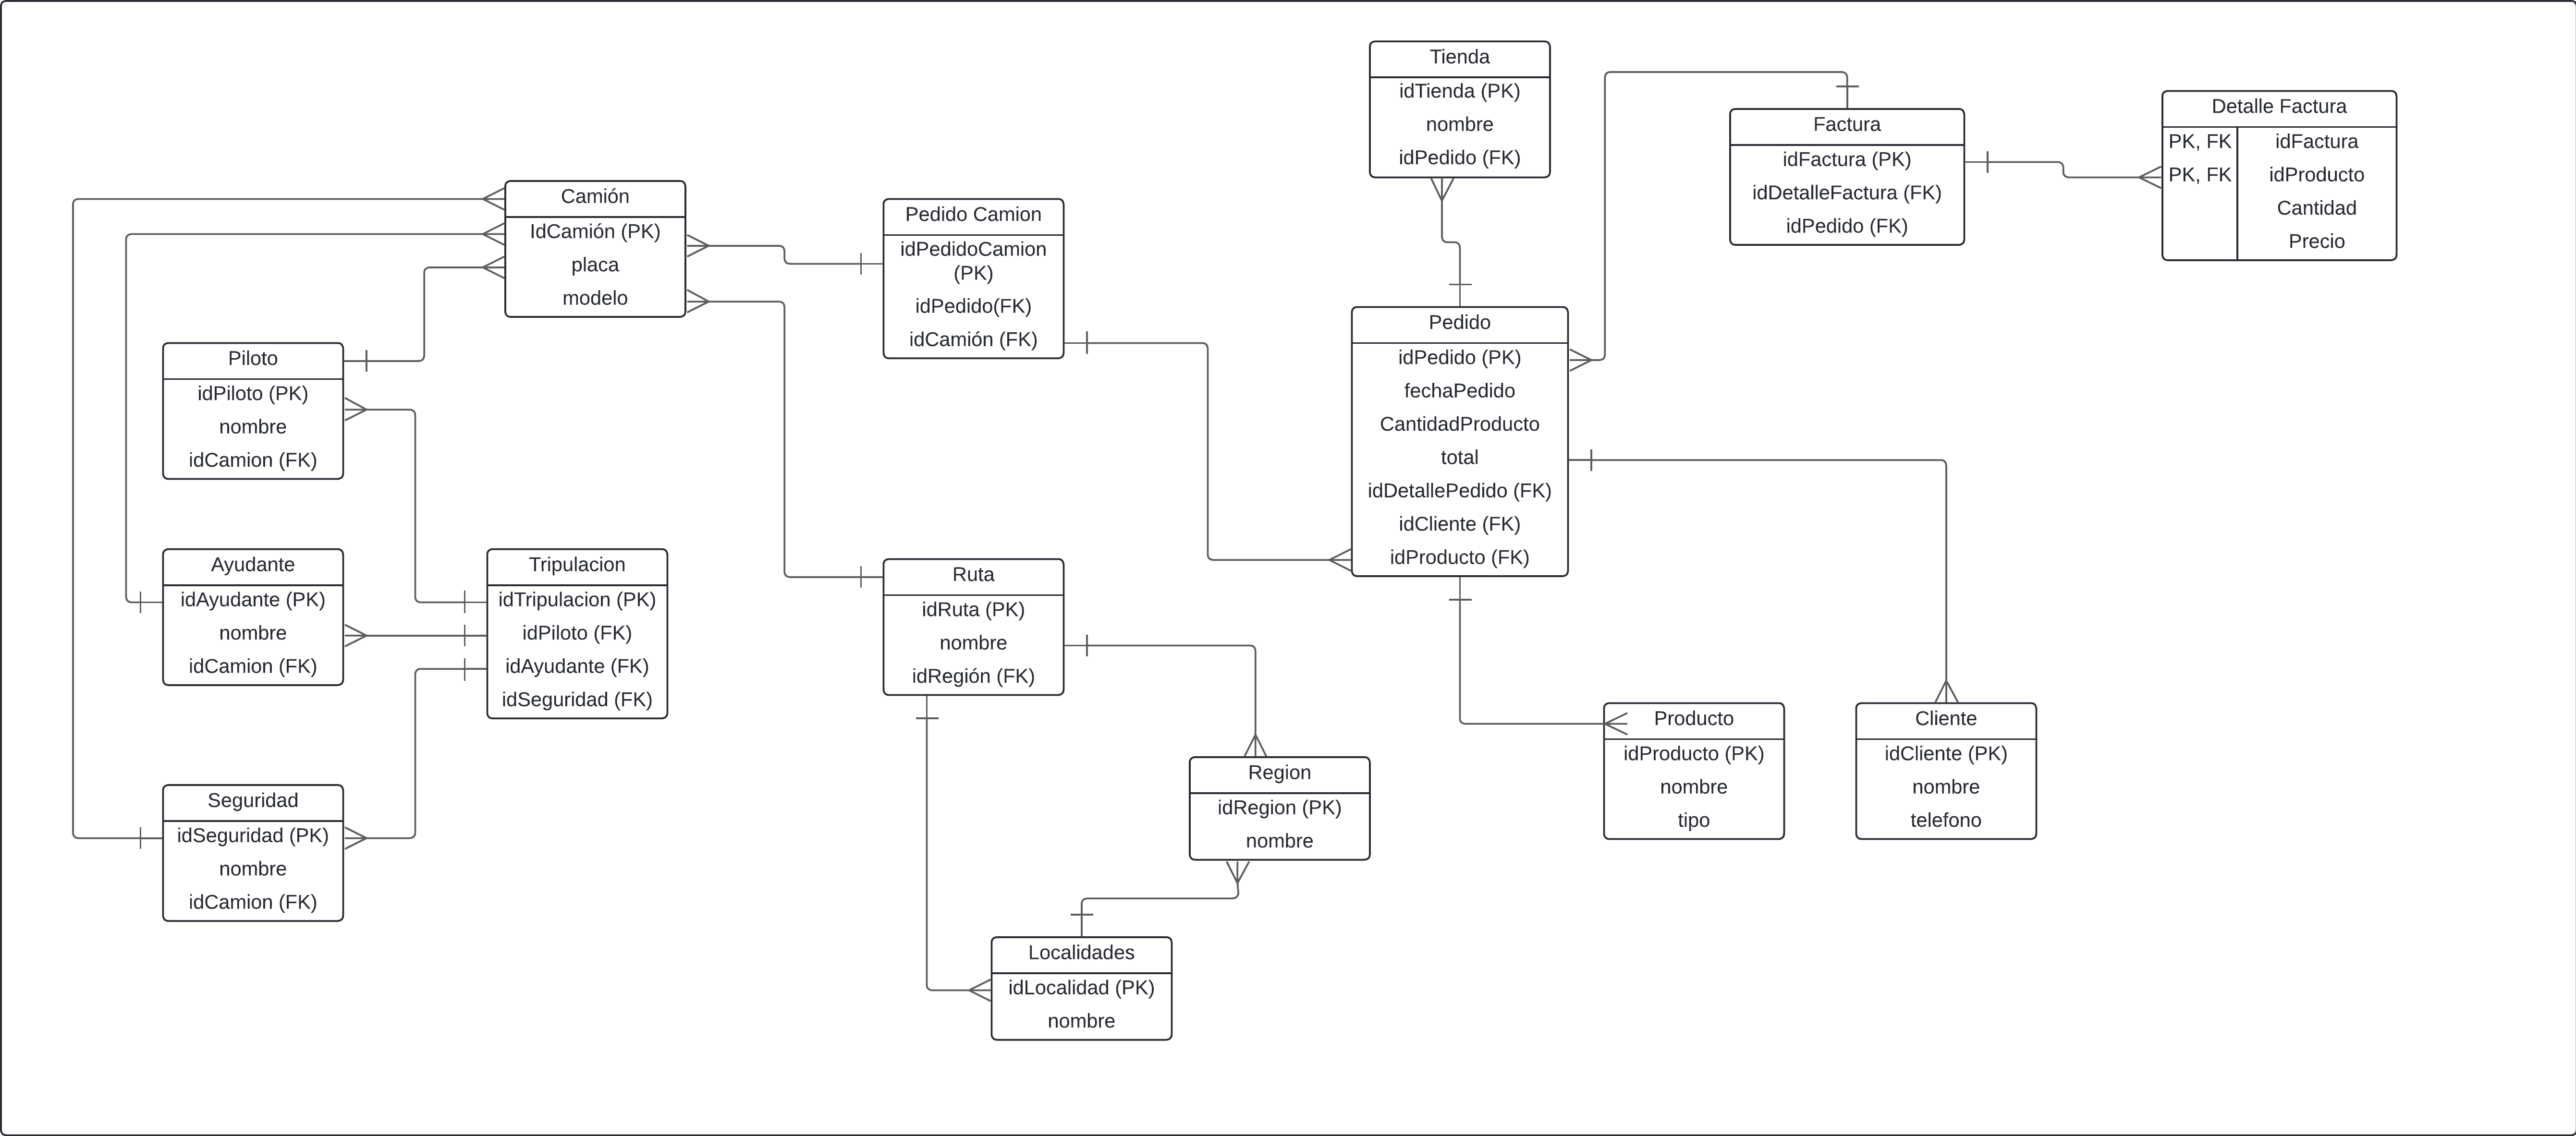 Tienda
idTienda (PK)
nombre
idPedido (FK)
Factura
idFactura (PK)
idDetalleFactura (FK)
idPedido (FK)
Detalle Factura
PK, FK idFactura
PK, FK idProducto
Cantidad
Precio
Camión
IdCamión (PK)
placa
modelo
Pedido Camion
idPedidoCamion
(PK)
idPedido(FK)
idCamión (FK)
Pedido
idPedido (PK)
fechaPedido
CantidadProducto
total
idDetallePedido (FK)
idCliente (FK)
idProducto (FK)
Piloto
idPiloto (PK)
nombre
idCamion (FK)
Ayudante
idAyudante (PK)
nombre
idCamion (FK)
Tripulacion
idTripulacion (PK)
idPiloto (FK)
idAyudante (FK)
idSeguridad (FK)
Ruta
idRuta (PK)
nombre
idRegión (FK)
Seguridad
idSeguridad (PK)
nombre
idCamion (FK)
Region
idRegion (PK)
nombre
Producto
idProducto (PK)
nombre
tipo
Cliente
idCliente (PK)
nombre
telefono
Localidades
idLocalidad (PK)
nombre